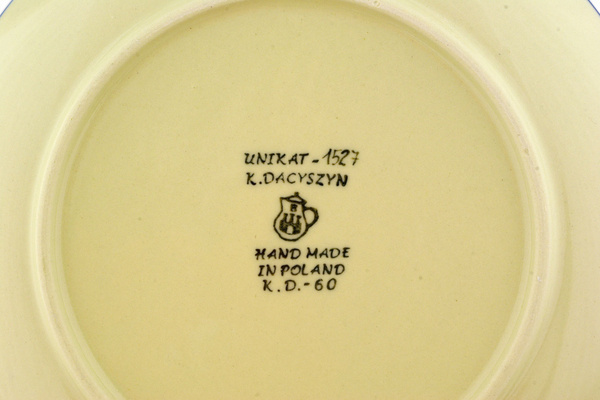 UNIKAT-1527
K.DACYSZYN
B
HAND MADE
IN POLAND
K.D.-60